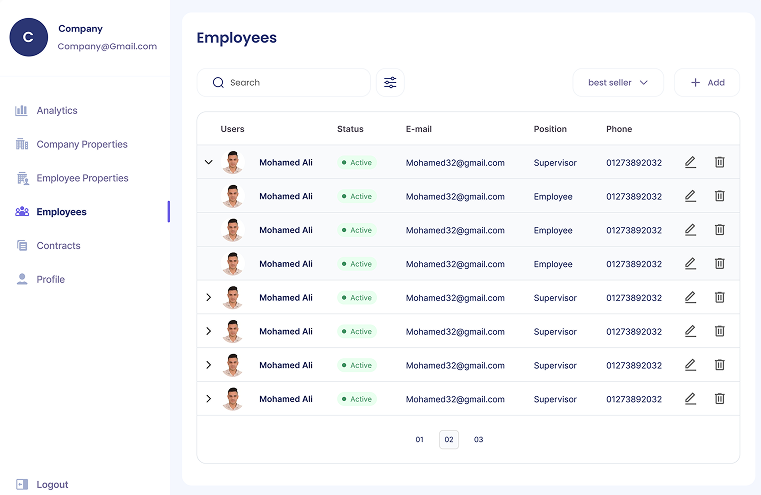 C
Company
Company@Gmail.com
Analytics
Company Properties
Employee Properties
Employees
Contracts
Profile
Logout
Employees
Search
best seller
Add
Users Status E-mail Position Phone
Mohamed Ali Active Mohamed32@gmail.com Supervisor 01273892032
Mohamed Ali Active Mohamed32@gmail.com Employee 01273892032
Mohamed Ali Active Mohamed32@gmail.com Employee 01273892032
Mohamed Ali Active Mohamed32@gmail.com Employee 01273892032
Mohamed Ali Active Mohamed32@gmail.com Supervisor 01273892032
Mohamed Ali Active Mohamed32@gmail.com Supervisor 01273892032
Mohamed Ali Active Mohamed32@gmail.com Supervisor 01273892032
Mohamed Ali Active Mohamed32@gmail.com Supervisor 01273892032
01 02 03